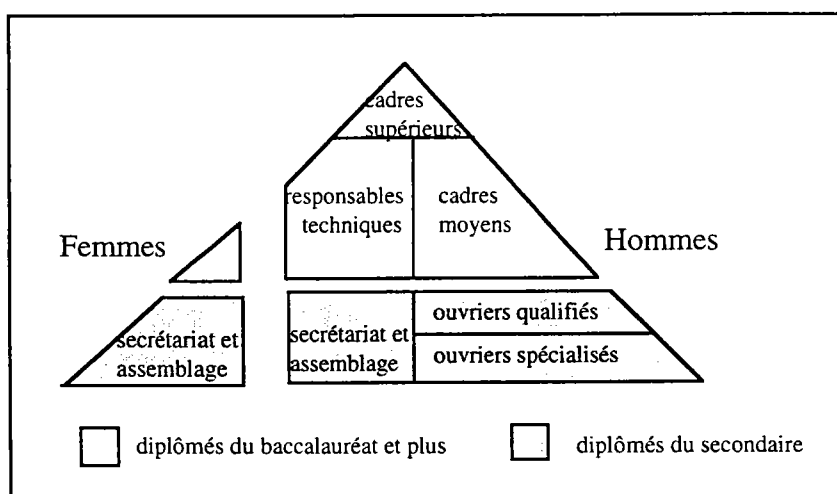 cadres
supérieurs
responsables
techniques
cadres
moyens
Femmes
Hommes
secrétariat et
assemblage
secrétariat et
assemblage
ouvriers qualifiés
ouvriers spécialisés
diplômés du baccalauréat et plus
diplômés du secondaire